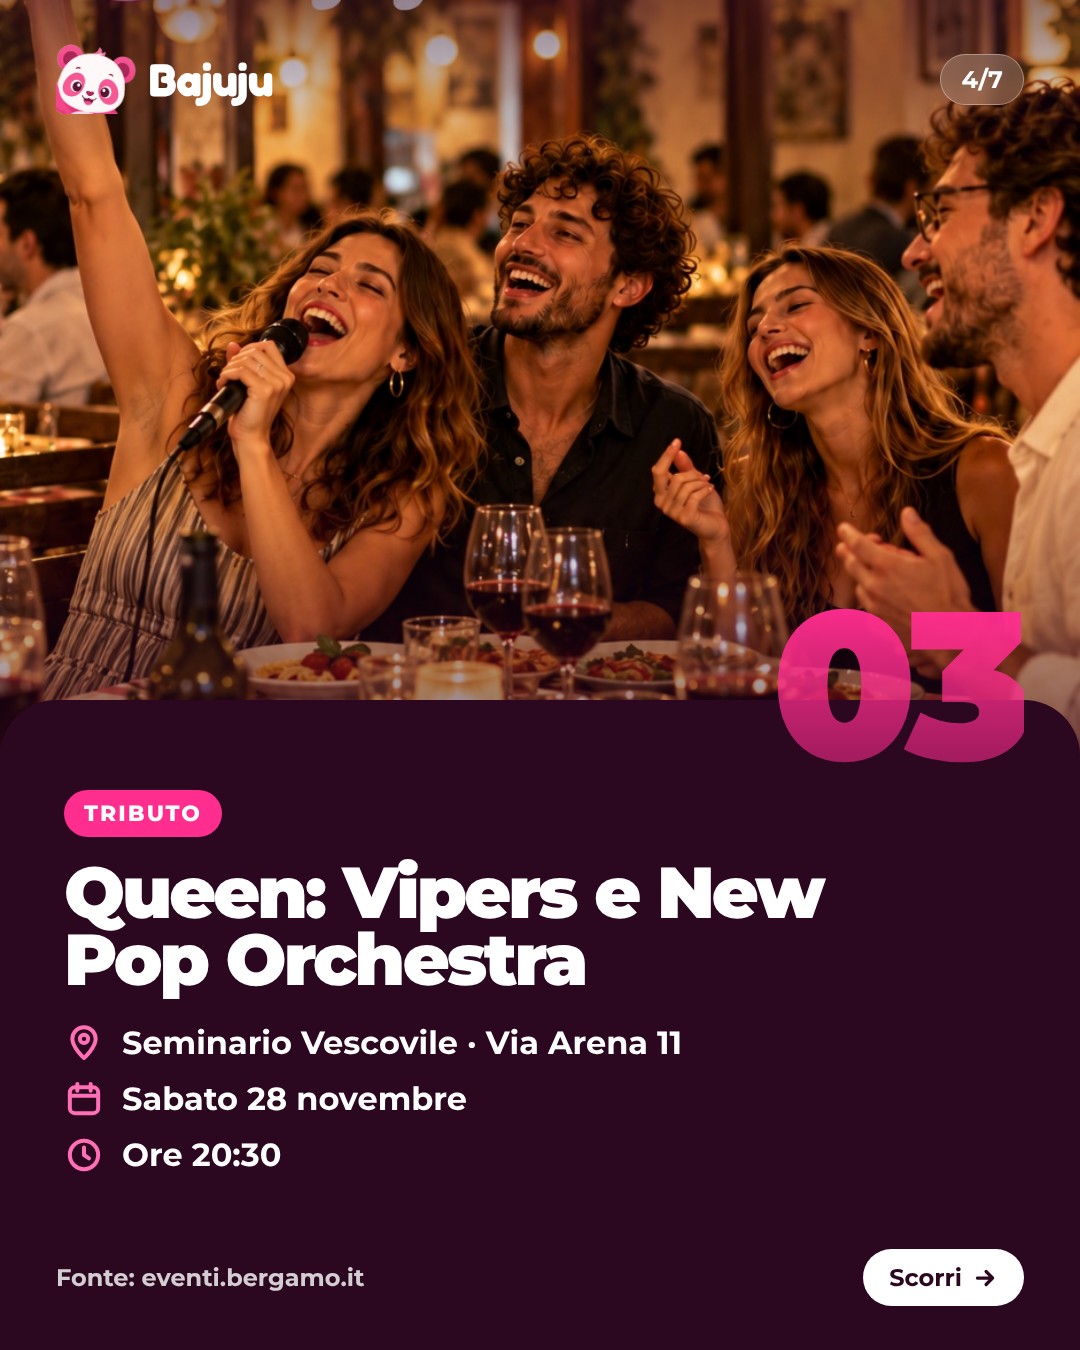 Bajuju
4/7
03
TRIBUTO
Queen: Vipers e New
Pop Orchestra
Seminario Vescovile · Via Arena 11
Sabato 28 novembre
Ore 20:30
Fonte: eventi.bergamo.it
Scorri →